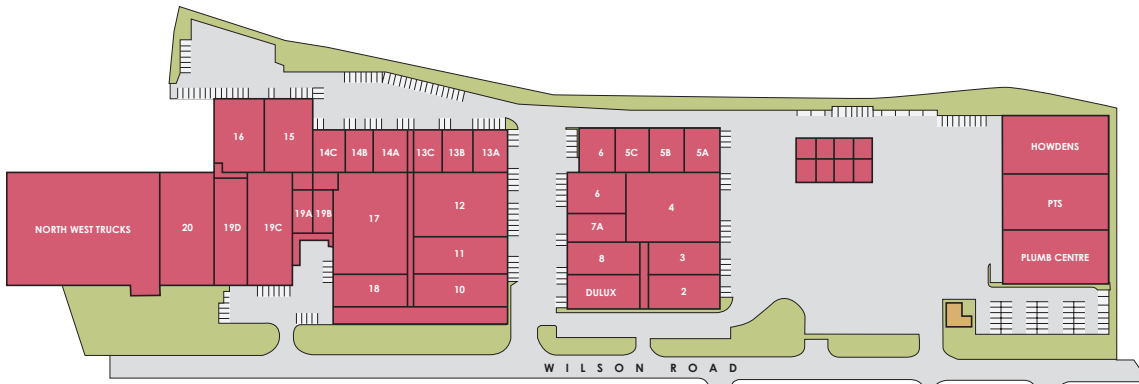 16
15
14C
14B
14A
13C
13B
13A
6
5C
5B
5A
HOWDENS
NORTH WEST TRUCKS
20
19D
19C
19A
19B
17
12
11
18
10
6
7A
4
8
3
DULUX
2
PTS
PLUMB CENTRE
WILSON ROAD